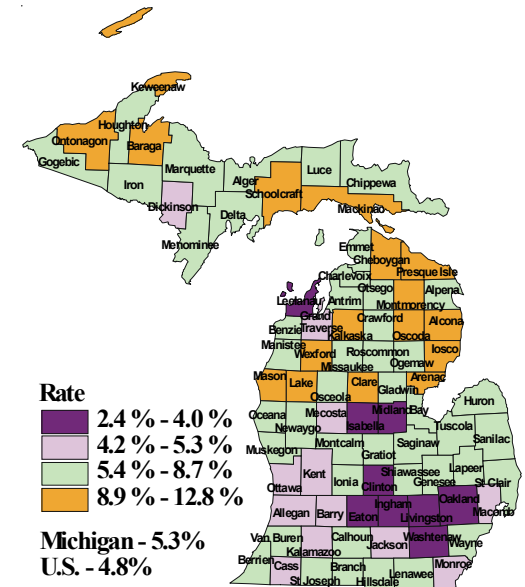 Keweenaw
Houghton
Ontonagon
Baraga
Gogebic
Marquette
Luce
Alger
Iron
Chippewa
Schoolcraft
Dickinson
Mackinac
Delta
Menominee
Emmet
Cheboygan
Presque Isle
Charlevoix
Otsego
Alpena
Leelanau
Antrim
Montmorency
Grand
Traverse
Crawford
Alcona
Benzie
Kalkaska
Oscoda
Manistee
Wexford
Roscommon
Iosco
Missaukee
Ogemaw
Mason
Lake
Clare
Arenac
Gladwin
Osceola
Huron
Oceana
Mecosta
Midland
Bay
Newaygo
Isabella
Tuscola
Sanilac
Montcalm
Saginaw
Muskegon
Gratiot
Kent
Shiawassee
Lapeer
Ionia
Clinton
Genesee
St Clair
Ottawa
Ingham
Oakland
Allegan
Barry
Eaton
Livingston
Macomb
Van Buren
Calhoun
Washtenaw
Wayne
Kalamazoo
Jackson
Berrien
Cass
Branch
Monroe
St Joseph
Hillsdale
Lenawee
Rate
2.4 % - 4.0 %
4.2 % - 5.3 %
5.4 % - 8.7 %
8.9 % - 12.8 %
Michigan - 5.3%
U.S. - 4.8%